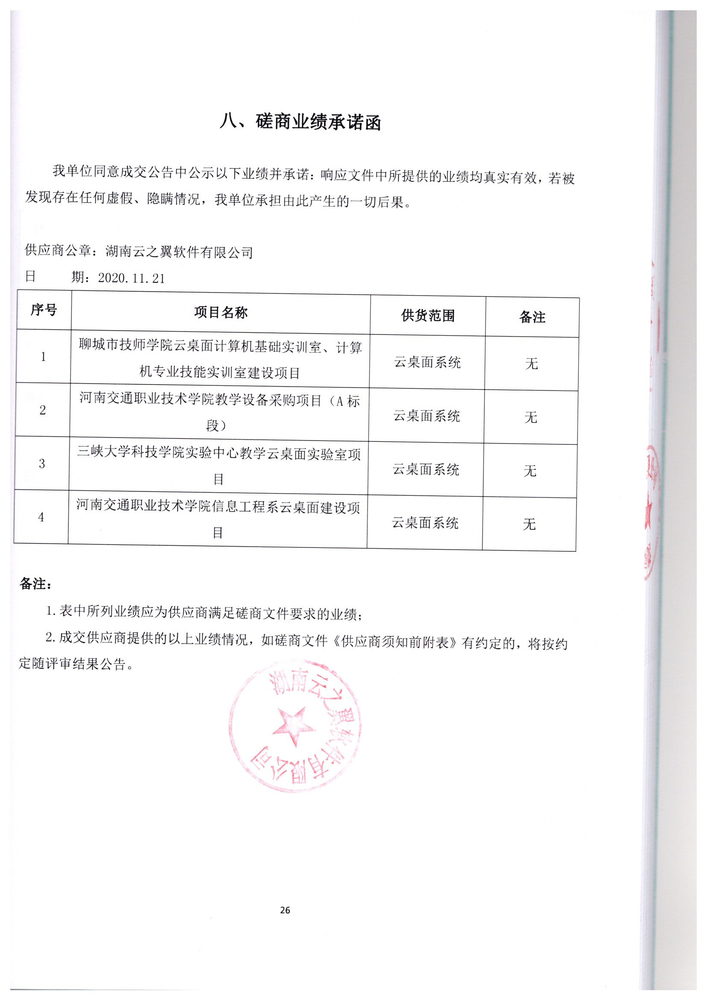 八、磋商业绩承诺函
我单位同意成交公告中公示以下业绩并承诺：响应文件中所提供的业绩均真实有效，若被
发现存在任何虚假、隐瞒情况，我单位承担由此产生的一切后果。
供应商公章：湖南云之翼软件有限公司
日 期：2020.11.21
序号 项目名称 供货范围 备注
1 聊城市技师学院云桌面计算机基础实训室、计算 云桌面系统 无
机专业技能实训室建设项目
2 河南交通职业技术学院教学设备采购项目（A 标 云桌面系统 无
段）
3 三峡大学科技学院实验中心教学云桌面实验室项 云桌面系统 无
目
4 河南交通职业技术学院信息工程系云桌面建设项 云桌面系统 无
目
备注：
1.表中所列业绩应为供应商满足磋商文件要求的业绩；
2.成交供应商提供的以上业绩情况，如磋商文件《供应商须知前附表》有约定的，将按约
定随评审结果公告。
湖南云之翼软件有限公司
26